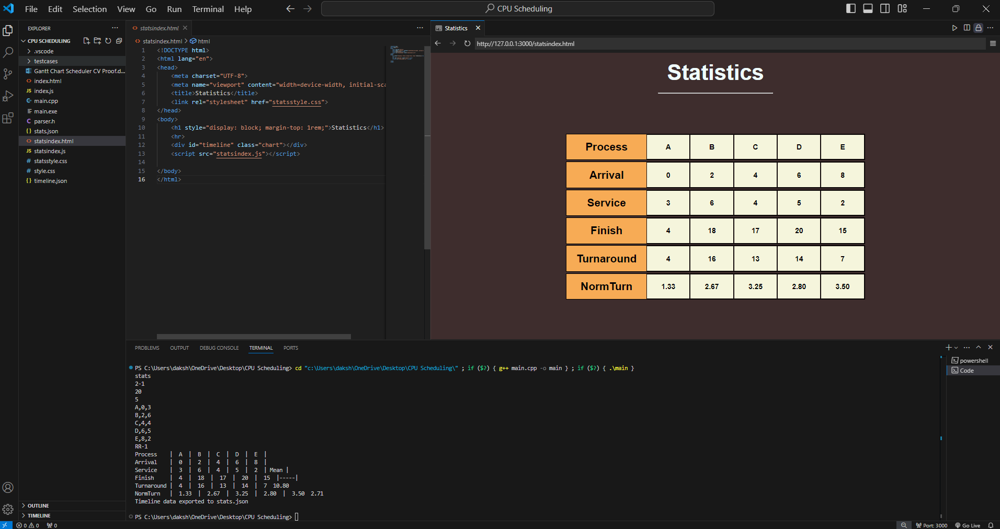 File Edit Selection View Go Run Terminal Help
CPU Scheduling
EXPLORER
CPU SCHEDULING
.vscode
testcases
Gantt Chart Scheduler CV Proof.d...
index.html
JS index.js
main.cpp
main.exe
C parser.h
{} stats.json
<> statsindex.html
JS statsindex.js
# statsstyle.css
# style.css
{} timeline.json
OUTLINE
TIMELINE
<> statsindex.html
<> statsindex.html > html
1 <!DOCTYPE html>
2 <html lang="en">
3 <head>
4 <meta charset="UTF-8">
5 <meta name="viewport" content="width=device-width, initial-sca
6 <title>Statistics</title>
7 <link rel="stylesheet" href="statsstyle.css">
8 </head>
9 <body>
10 <h1 style="display: block; margin-top: 1rem;">Statistics</h1>
11 <hr>
12 <div id="timeline" class="chart"></div>
13 <script src="statsindex.js"></script>
14
15 </body>
16 </html>
Statistics
http://127.0.0.1:3000/statsindex.html
Statistics
Process A B C D E
Arrival 0 2 4 6 8
Service 3 6 4 5 2
Finish 4 18 17 20 15
Turnaround 4 16 13 14 7
NormTurn 1.33 2.67 3.25 2.80 3.50
PROBLEMS OUTPUT DEBUG CONSOLE TERMINAL PORTS
powershell
Code
PS C:\Users\daksh\OneDrive\Desktop\CPU Scheduling> cd "c:\Users\daksh\OneDrive\Desktop\CPU Scheduling\" ; if ($?) { g++ main.cpp -o main } ; if ($?) { .\main }
stats
2-1
20
5
A,0,3
B,2,6
C,4,4
D,6,5
E,8,2
RR-1
Process | A | B | C | D | E |
Arrival | 0 | 2 | 4 | 6 | 8 |
Service | 3 | 6 | 4 | 5 | 2 | Mean |
Finish | 4 | 18 | 17 | 20 | 15 |-----|
Turnaround | 4 | 16 | 13 | 14 | 7 10.80
NormTurn | 1.33 | 2.67 | 3.25 | 2.80 | 3.50 2.71
Timeline data exported to stats.json
PS C:\Users\daksh\OneDrive\Desktop\CPU Scheduling>
0 0 0 Port: 3000 Go Live